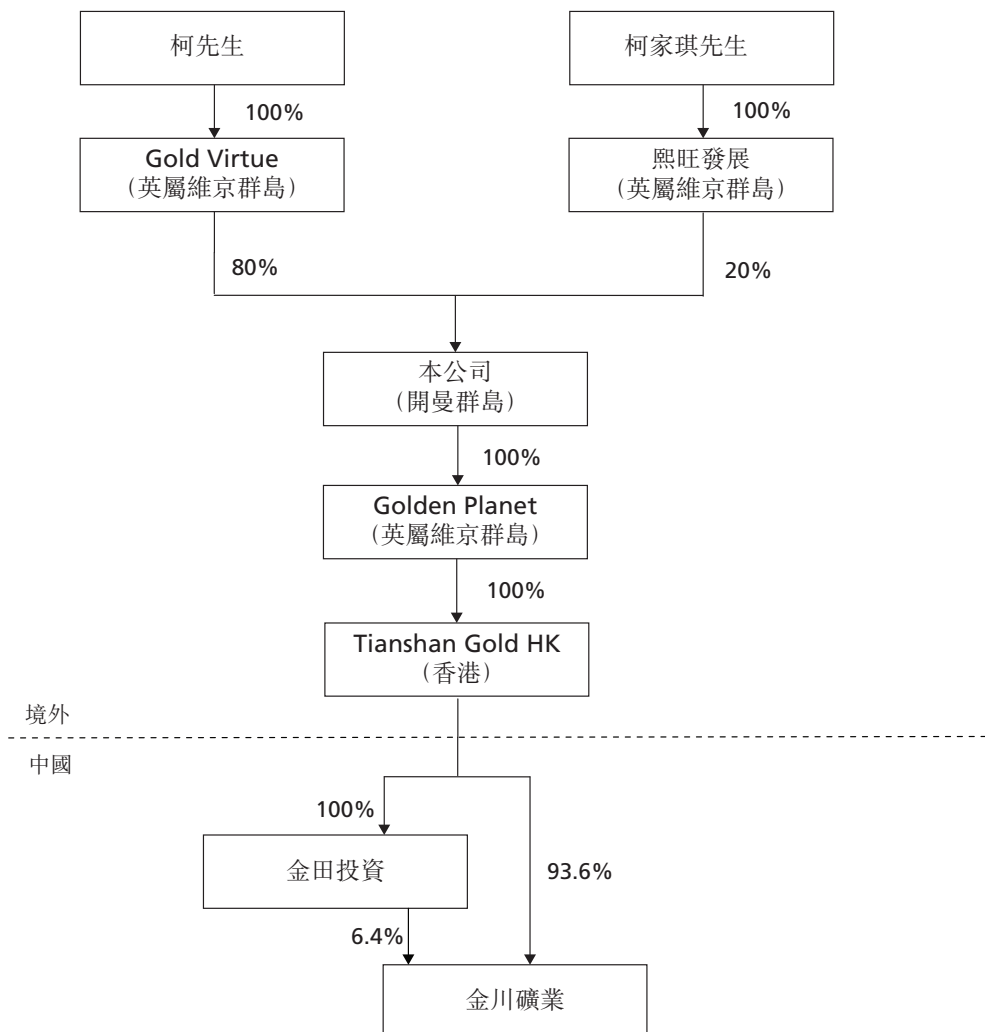 柯先生
柯家琪先生
100%
100%
Gold Virtue
（英屬維京群島）
熙旺發展
（英屬維京群島）
80%
20%
本公司
（開曼群島）
100%
Golden Planet
（英屬維京群島）
100%
Tianshan Gold HK
（香港）
境外
中國
100%
金田投資
93.6%
6.4%
金川礦業